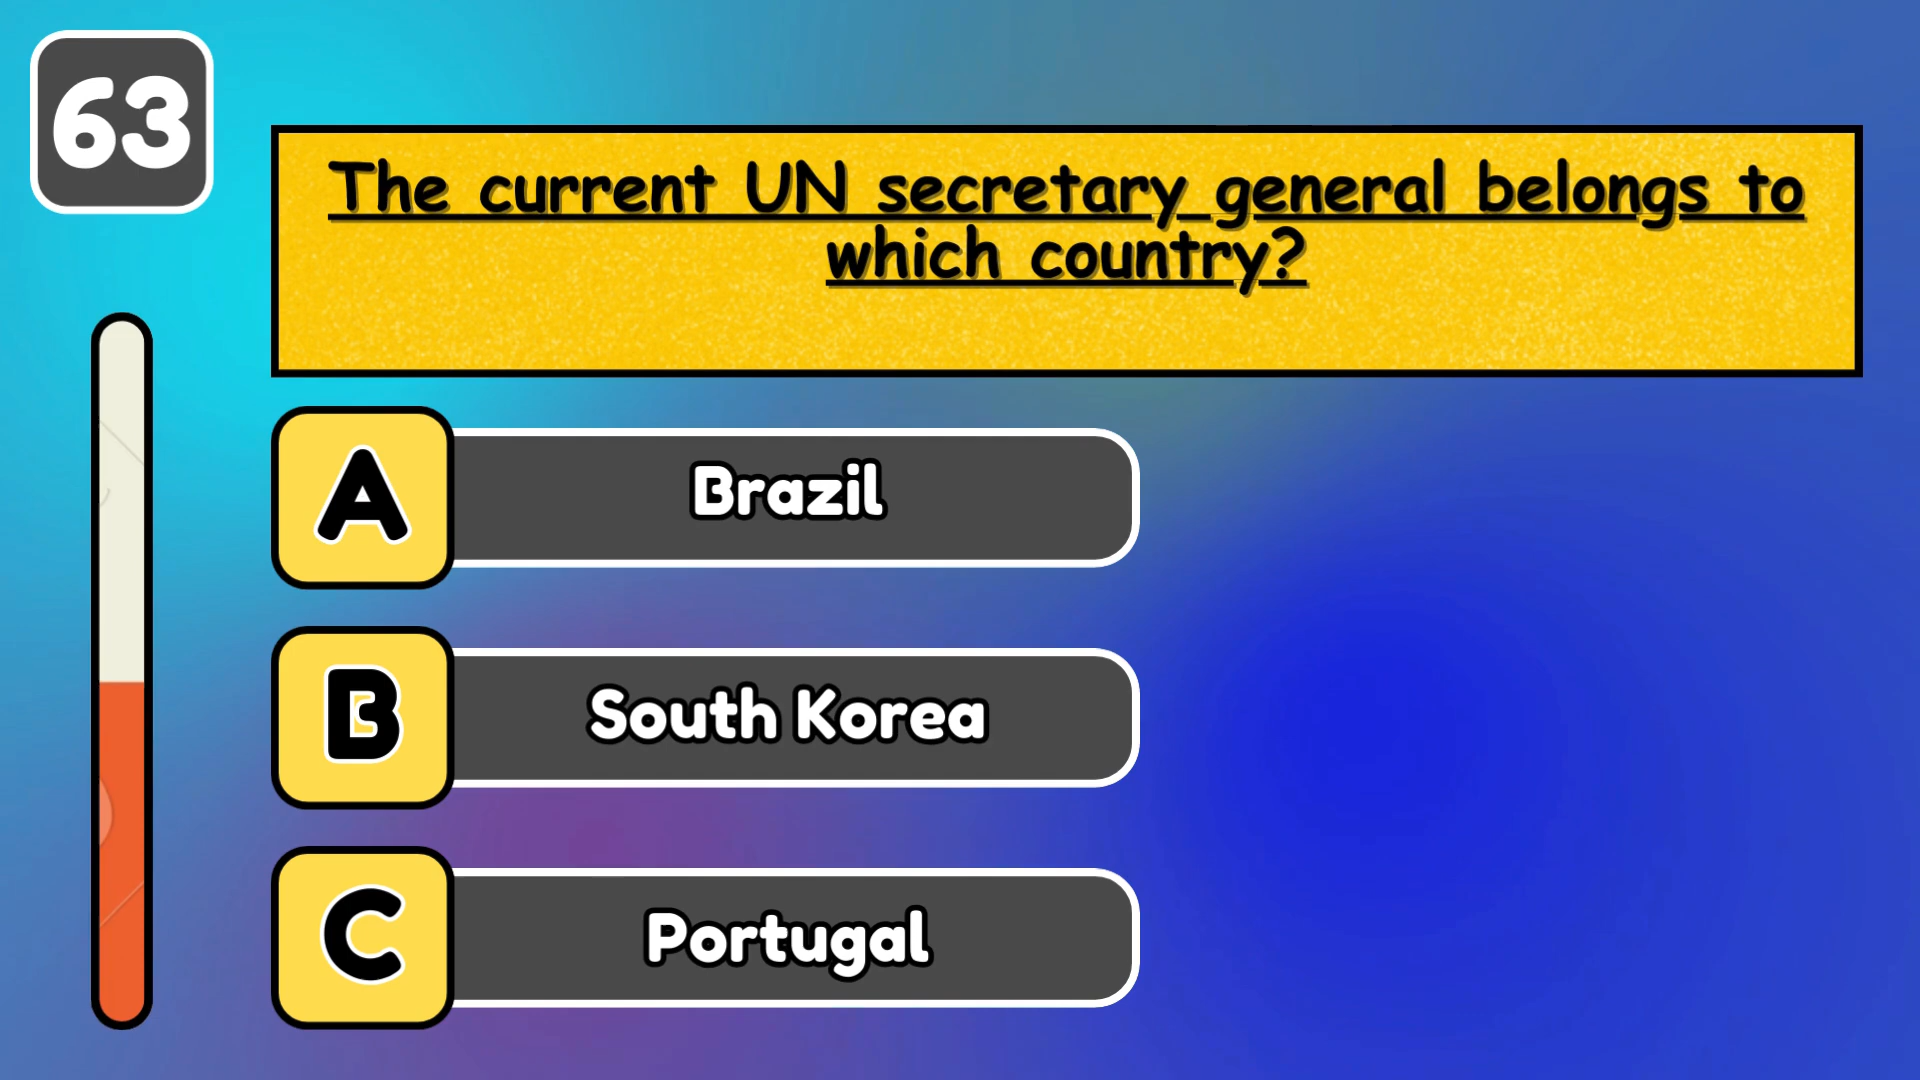 63
The current UN secretary general belongs to
which country?
A
Brazil
B
South Korea
C
Portugal